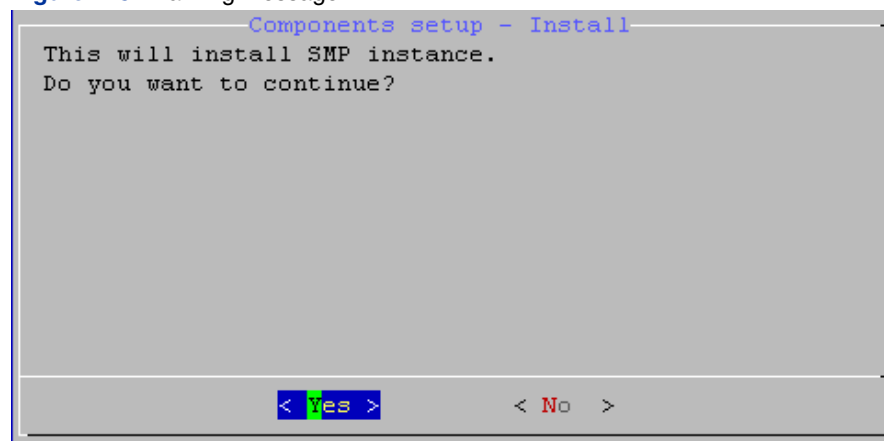 Components setup - Install
This will install SMP instance.
Do you want to continue?
< Yes > < No >